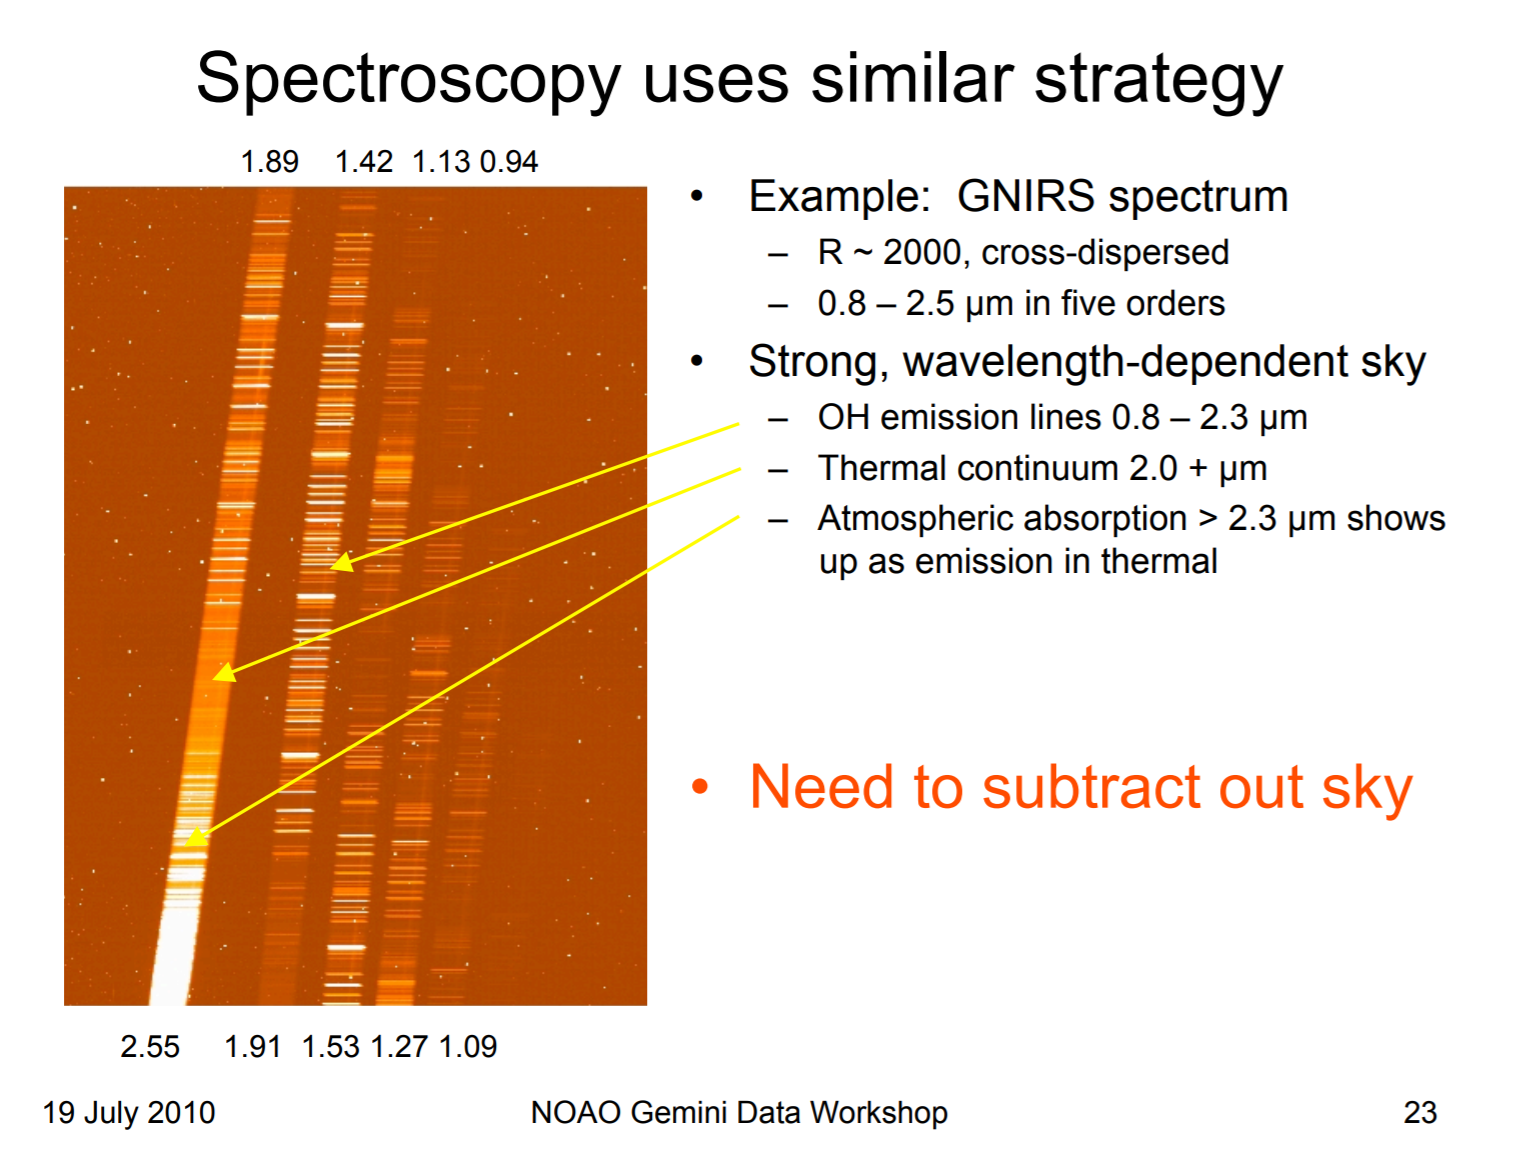 Spectroscopy uses similar strategy
1.89 1.42 1.13 0.94
• Example: GNIRS spectrum
– R ~ 2000, cross-dispersed
– 0.8 – 2.5 µm in five orders
• Strong, wavelength-dependent sky
– OH emission lines 0.8 – 2.3 µm
– Thermal continuum 2.0 + µm
– Atmospheric absorption > 2.3 µm shows
up as emission in thermal
• Need to subtract out sky
2.55 1.91 1.53 1.27 1.09
19 July 2010 NOAO Gemini Data Workshop 23